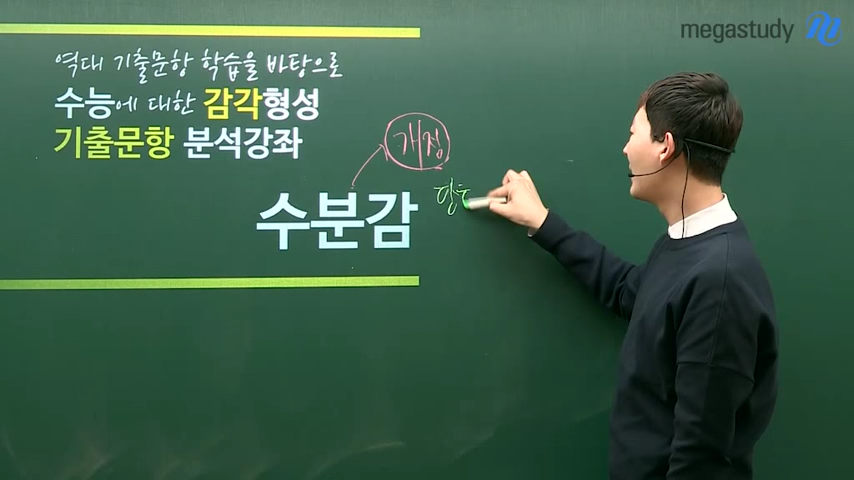 megastudy
역대 기출문항 학습을 바탕으로
수능에 대한 감각형성
기출문항 분석강좌
개정
수분감